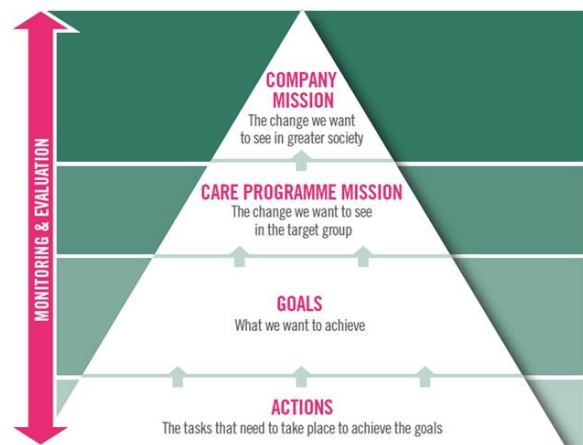 COMPANY
MISSION
The change we want
to see in greater society
CARE PROGRAMME MISSION
The change we want to see
in the target group
GOALS
What we want to achieve
ACTIONS
The tasks that need to take place to achieve the goals
MONITORING & EVALUATION